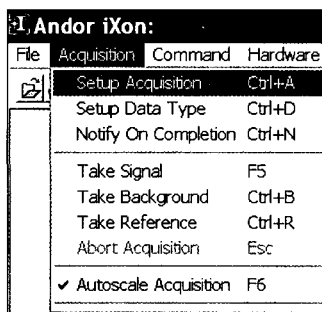 Andor iXon:
File Acquisition Command Hardware
Setup Acquisition Ctrl+A
Setup Data Type Ctrl+D
Notify On Completion Ctrl+N
Take Signal F5
Take Background Ctrl+B
Take Reference Ctrl+R
Abort Acquisition Esc
✓ Autoscale Acquisition F6